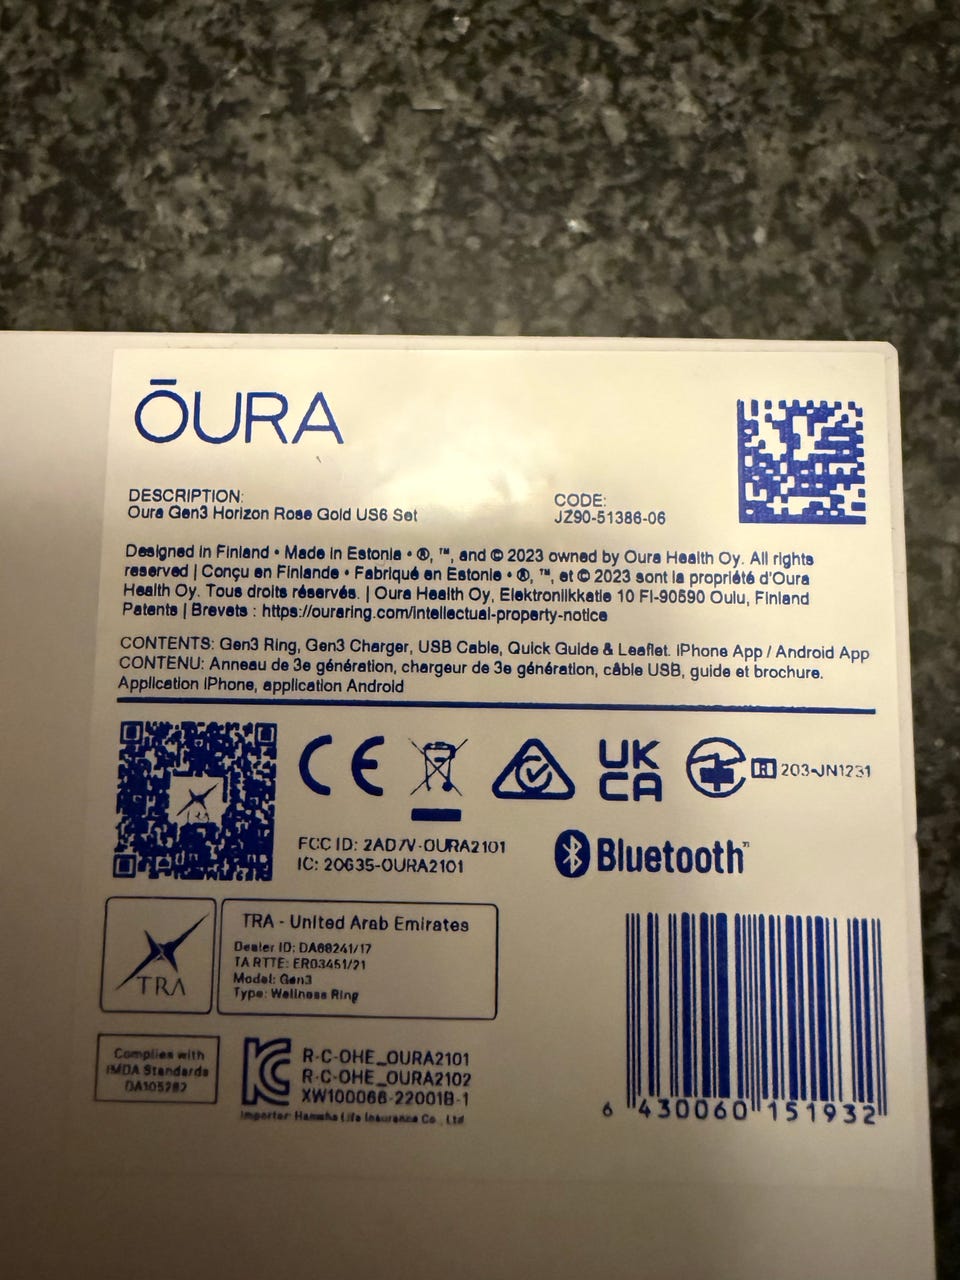 ŌURA
DESCRIPTION:
Oura Gen3 Horizon Rose Gold US6 Set
CODE:
JZ90-51386-06
Designed in Finland • Made in Estonia • ®, ™, and © 2023 owned by Oura Health Oy. All rights
reserved | Conçu en Finlande • Fabriqué en Estonie • ®, ™, et © 2023 sont la propriété d'Oura
Health Oy. Tous droits réservés. | Oura Health Oy, Elektroniikkatie 10 FI-90590 Oulu, Finland
Patents | Brevets : https://ouraring.com/intellectual-property-notice
CONTENTS: Gen3 Ring, Gen3 Charger, USB Cable, Quick Guide & Leaflet. iPhone App / Android App
CONTENU: Anneau de 3e génération, chargeur de 3e génération, câble USB, guide et brochure.
Application iPhone, application Android
CE
UK
CA
R 203-JN1231
FCC ID: 2AD7V-OURA2101
IC: 20635-OURA2101
Bluetooth™
TRA
TRA - United Arab Emirates
Dealer ID: DA68241/17
TA RTTE: ER03451/21
Model: Gen3
Type: Wellness Ring
Complies with
IMDA Standards
DA105282
KC
R-C-OHE_OURA2101
R-C-OHE_OURA2102
XW100066-22001B-1
Importer: Hanwha Life Insurance Co., Ltd
6 430060 151932